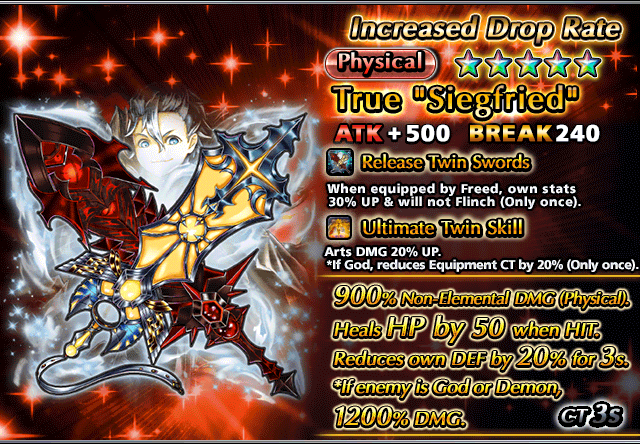 Increased Drop Rate
Physical
True "Siegfried"
ATK +500 BREAK 240
Release Twin Swords
When equipped by Freed, own stats
30% UP & will not Flinch (Only once).
Ultimate Twin Skill
Arts DMG 20% UP.
*If God, reduces Equipment CT by 20% (Only once).
900% Non-Elemental DMG (Physical).
Heals HP by 50 when HIT.
Reduces own DEF by 20% for 3s.
*If enemy is God or Demon,
1200% DMG.
CT 3S